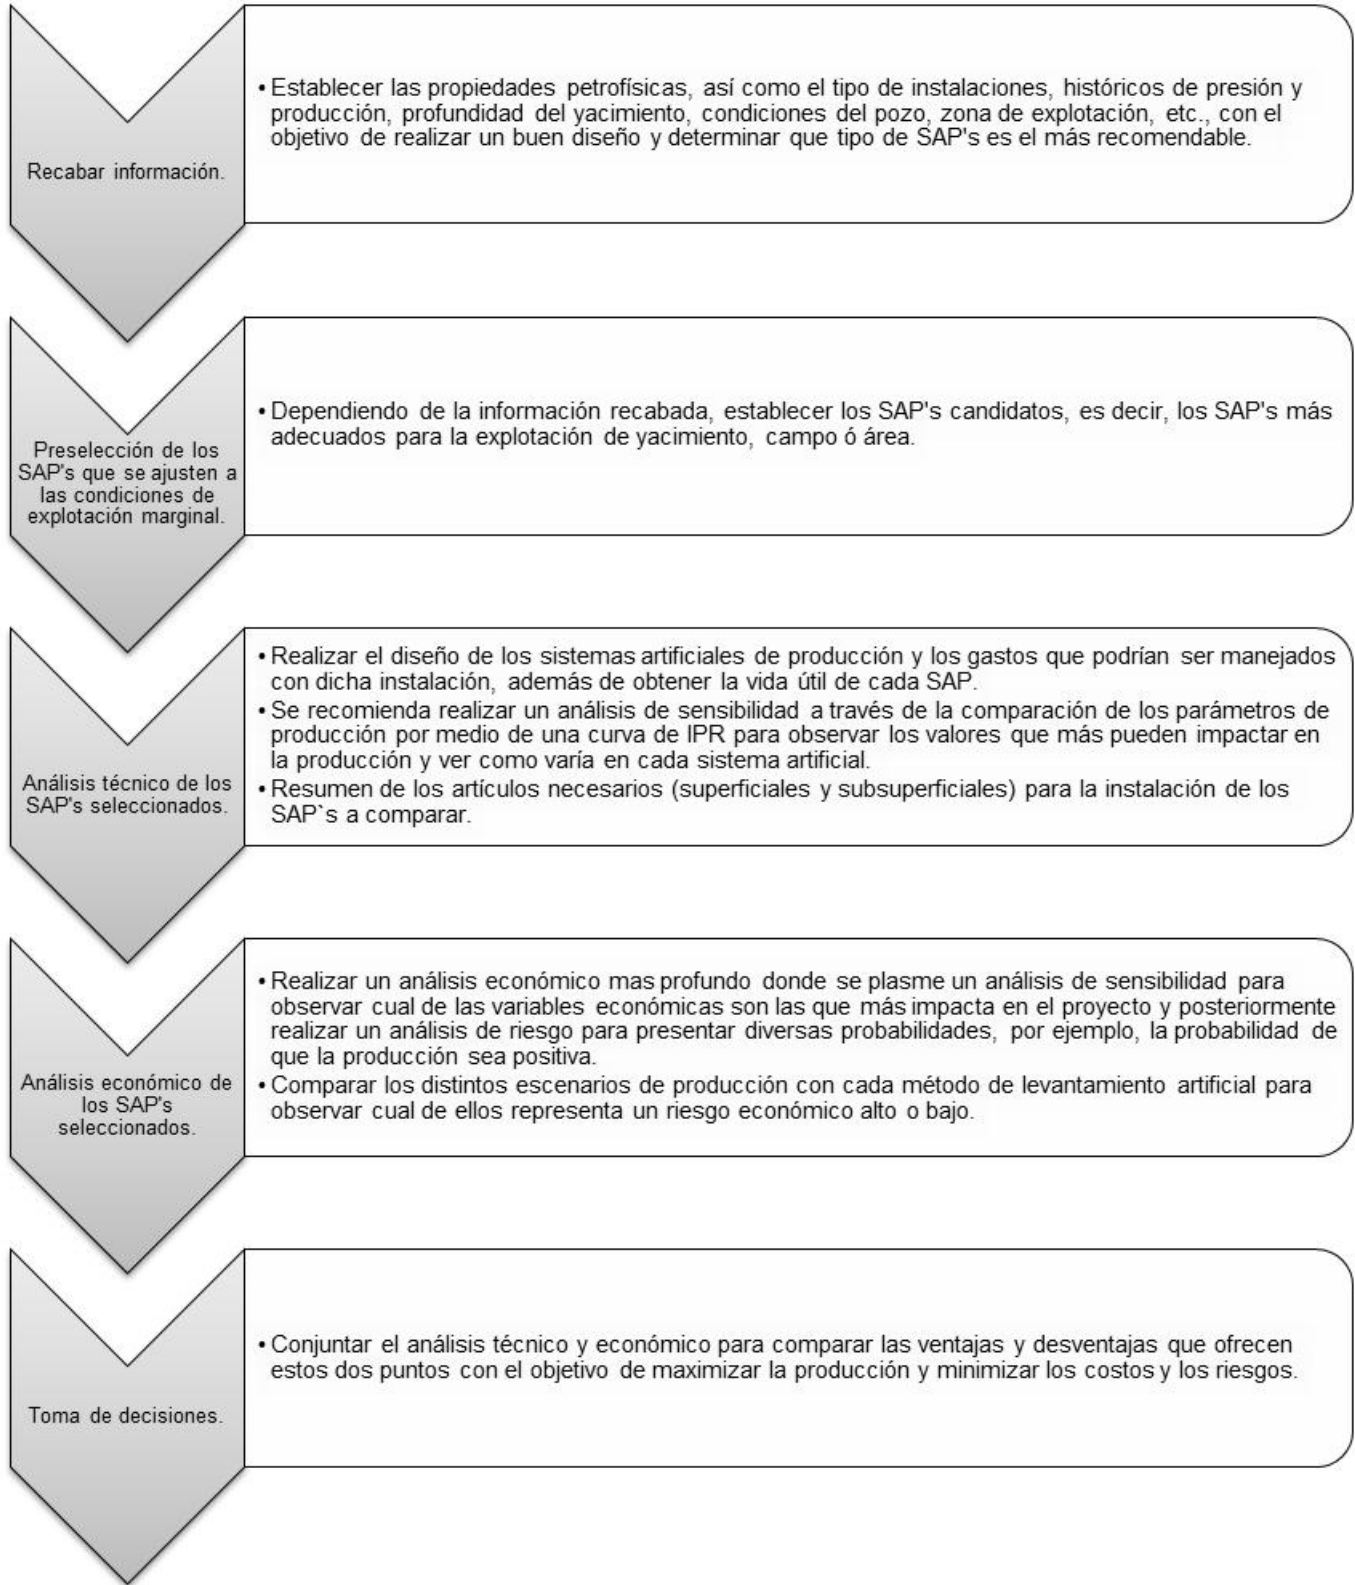 Recabar información.
• Establecer las propiedades petrofísicas, así como el tipo de instalaciones, históricos de presión y
producción, profundidad del yacimiento, condiciones del pozo, zona de explotación, etc., con el
objetivo de realizar un buen diseño y determinar que tipo de SAP's es el más recomendable.
Preselección de los
SAP's que se ajusten a
las condiciones de
explotación marginal.
• Dependiendo de la información recabada, establecer los SAP's candidatos, es decir, los SAP's más
adecuados para la explotación de yacimiento, campo ó área.
Análisis técnico de los
SAP's seleccionados.
• Realizar el diseño de los sistemas artificiales de producción y los gastos que podrían ser manejados
con dicha instalación, además de obtener la vida útil de cada SAP.
• Se recomienda realizar un análisis de sensibilidad a través de la comparación de los parámetros de
producción por medio de una curva de IPR para observar los valores que más pueden impactar en
la producción y ver como varía en cada sistema artificial.
• Resumen de los artículos necesarios (superficiales y subsuperficiales) para la instalación de los
SAP`s a comparar.
Análisis económico de
los SAP's
seleccionados.
• Realizar un análisis económico mas profundo donde se plasme un análisis de sensibilidad para
observar cual de las variables económicas son las que más impacta en el proyecto y posteriormente
realizar un análisis de riesgo para presentar diversas probabilidades, por ejemplo, la probabilidad de
que la producción sea positiva.
• Comparar los distintos escenarios de producción con cada método de levantamiento artificial para
observar cual de ellos representa un riesgo económico alto o bajo.
Toma de decisiones.
• Conjuntar el análisis técnico y económico para comparar las ventajas y desventajas que ofrecen
estos dos puntos con el objetivo de maximizar la producción y minimizar los costos y los riesgos.